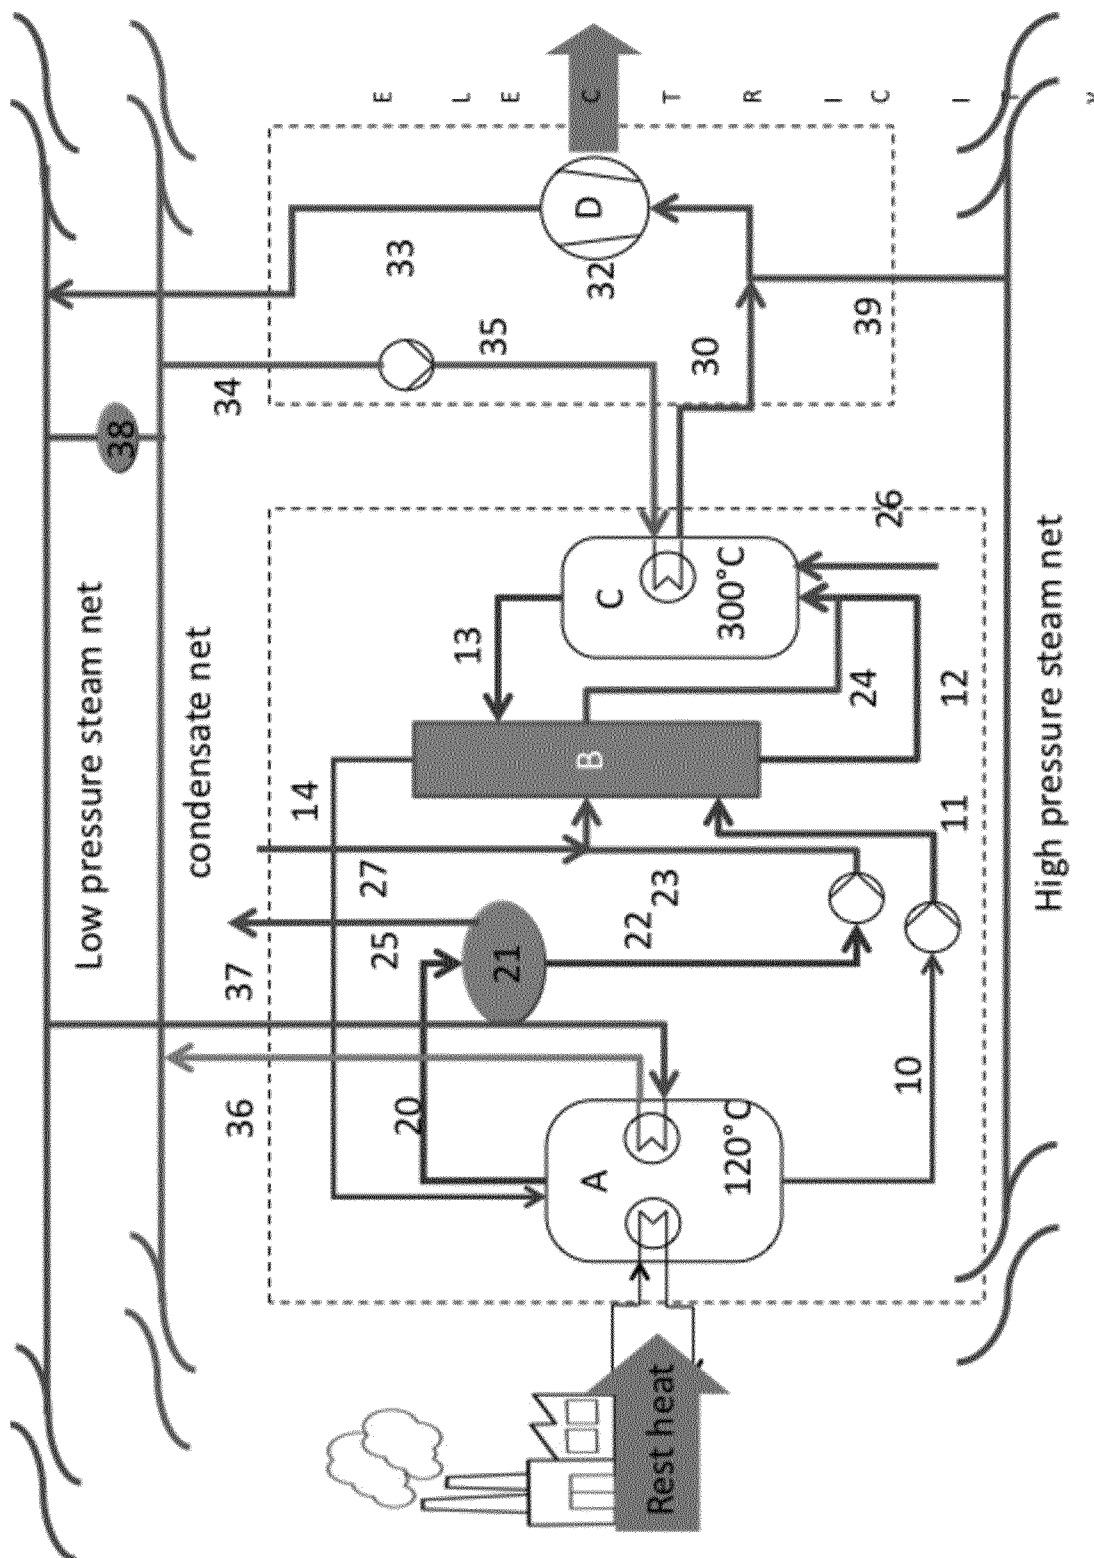 Low pressure steam net
38
condensate net
34
36
37
14
33
25
27
35
20
13
E L E C T R I C I T Y
21
32
D
22
23
B
C
30
A
300°C
120°C
Rest heat
24
39
26
10
11
12
High pressure steam net